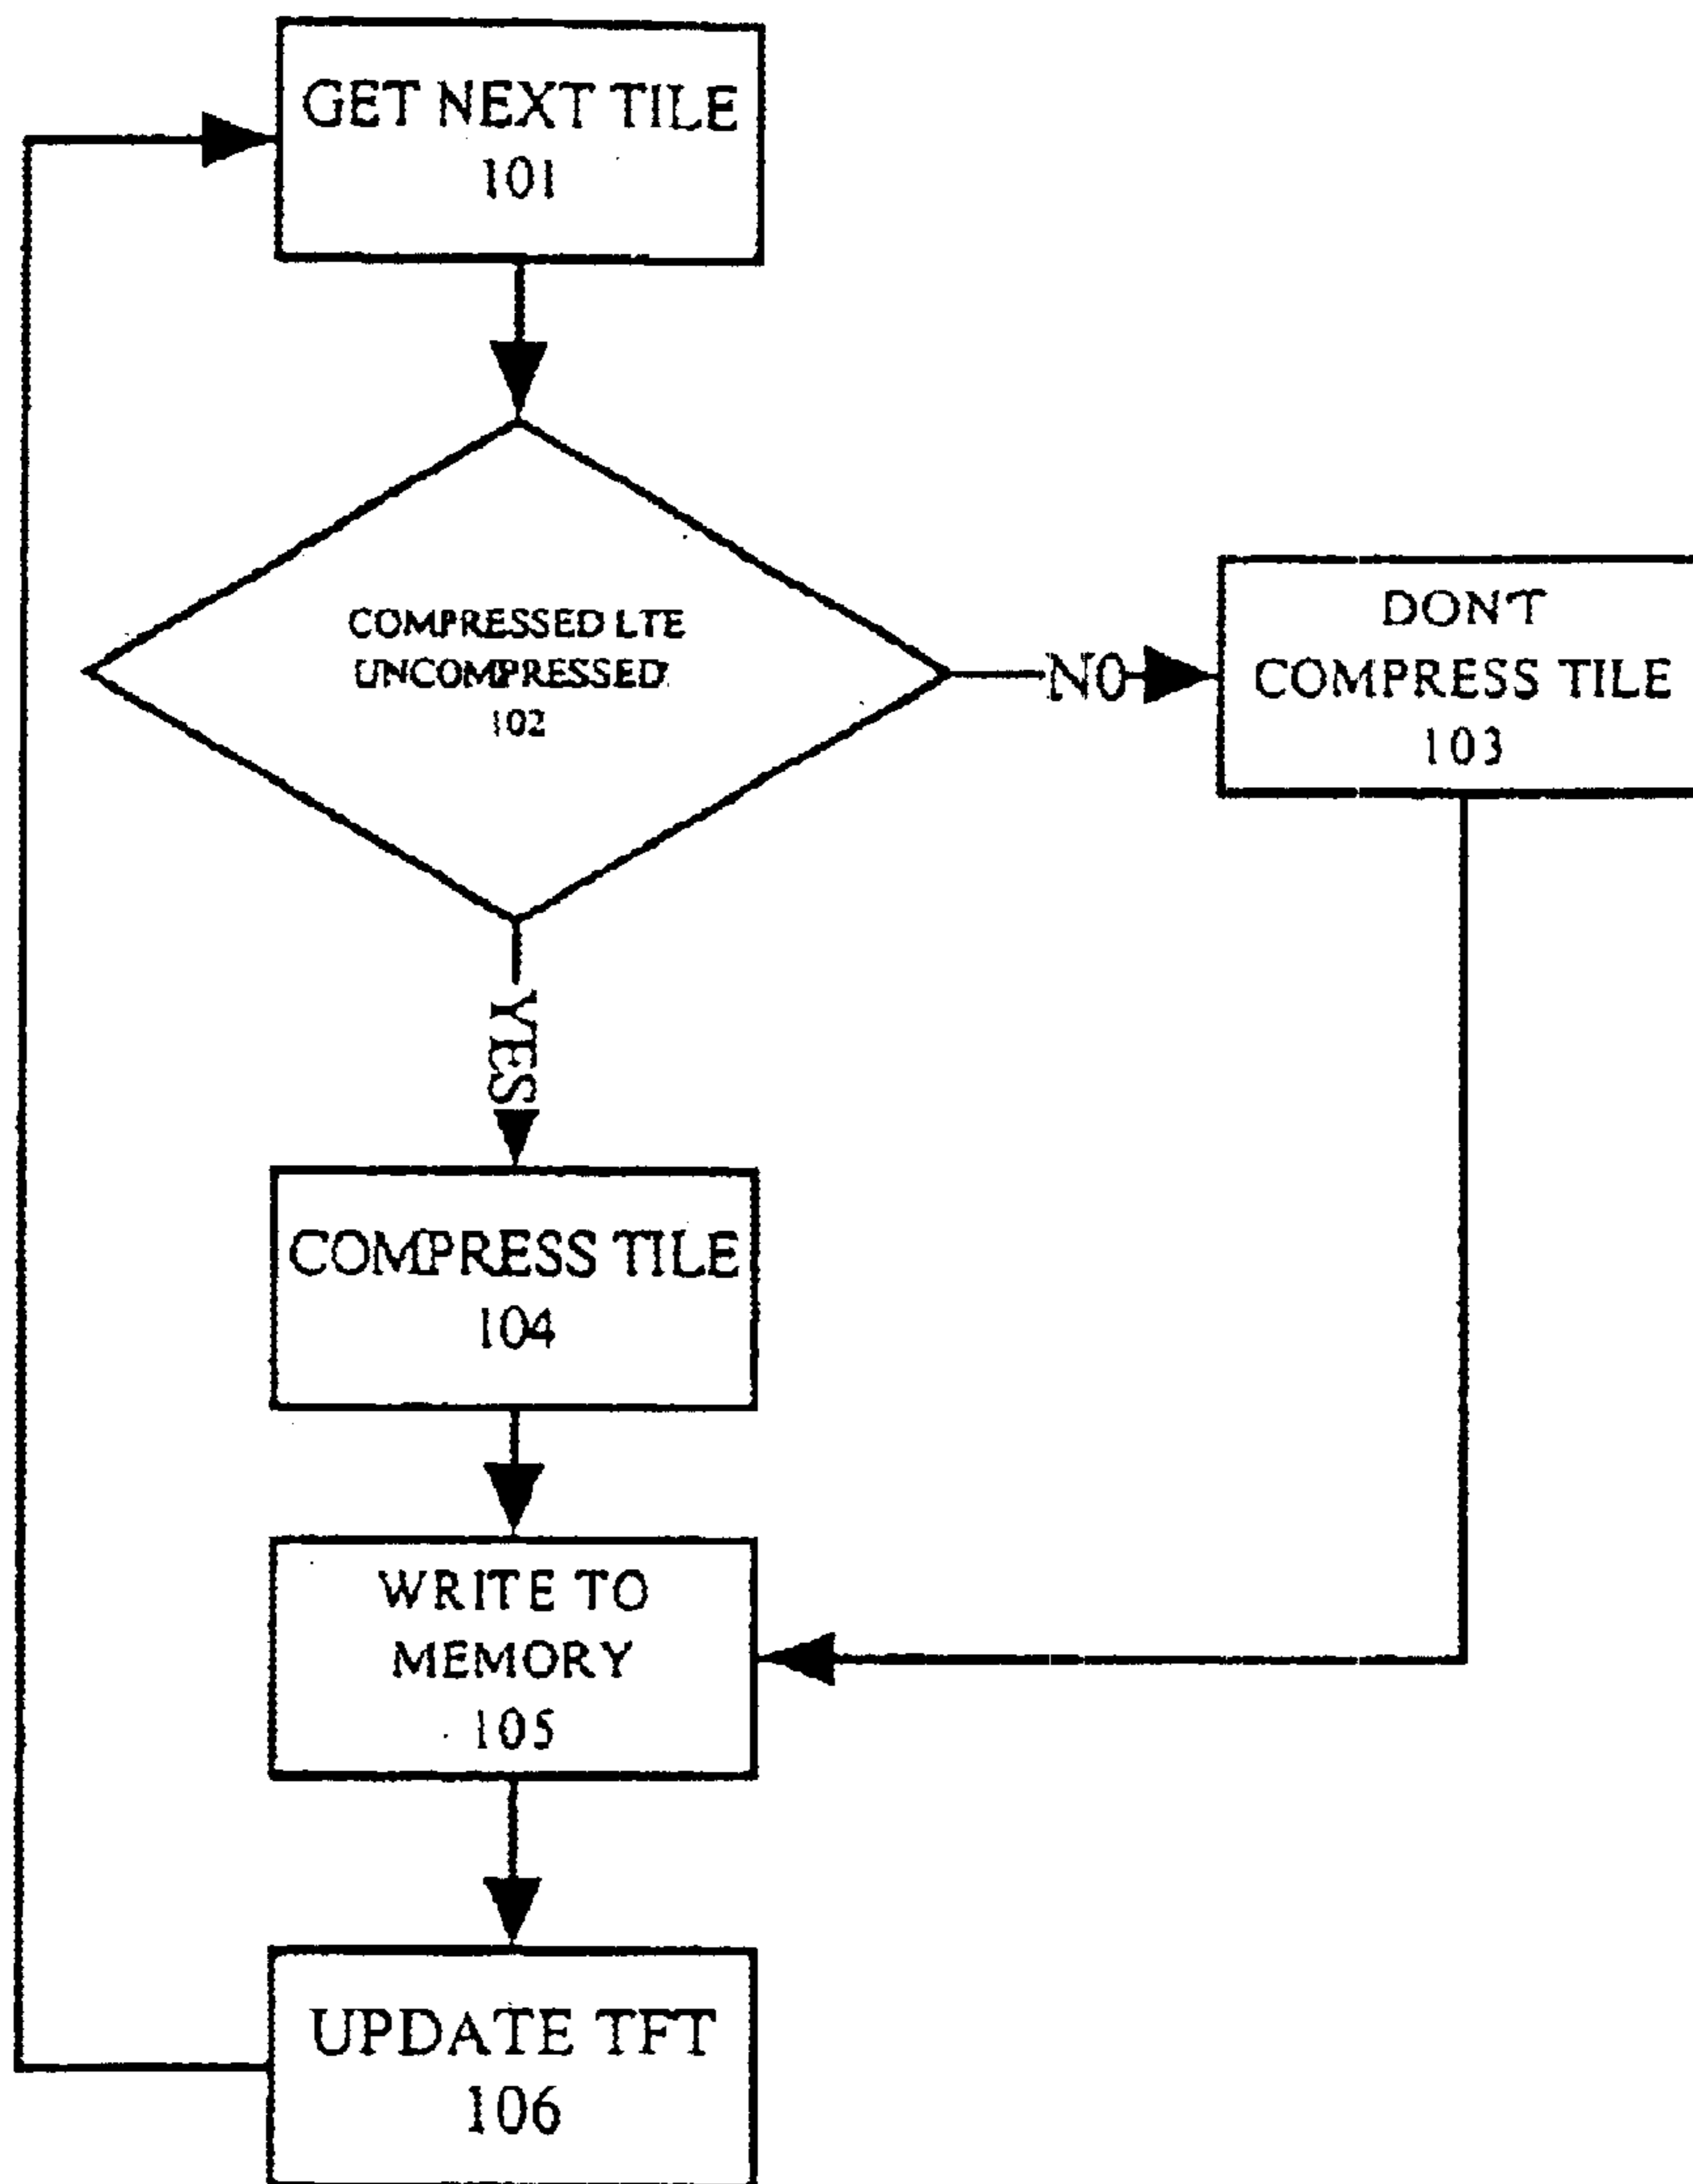 GET NEXT TILE
101
COMPRESSED LTE
UNCOMPRESSED
102
NO
DON'T
COMPRESS TILE
103
YES
COMPRESS TILE
104
WRITE TO
MEMORY
105
UPDATE TFT
106